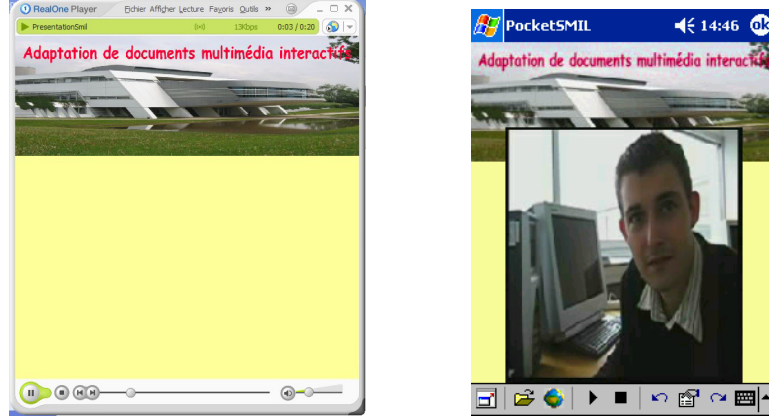 RealOne Player
Fichier Afficher Lecture Favoris Outils »
PresentationSmil
13Kbps
0:03 / 0:20
Adaptation de documents multimédia interactifs
PocketSMIL
14:46
ok
Adaptation de documents multimédia interactifs